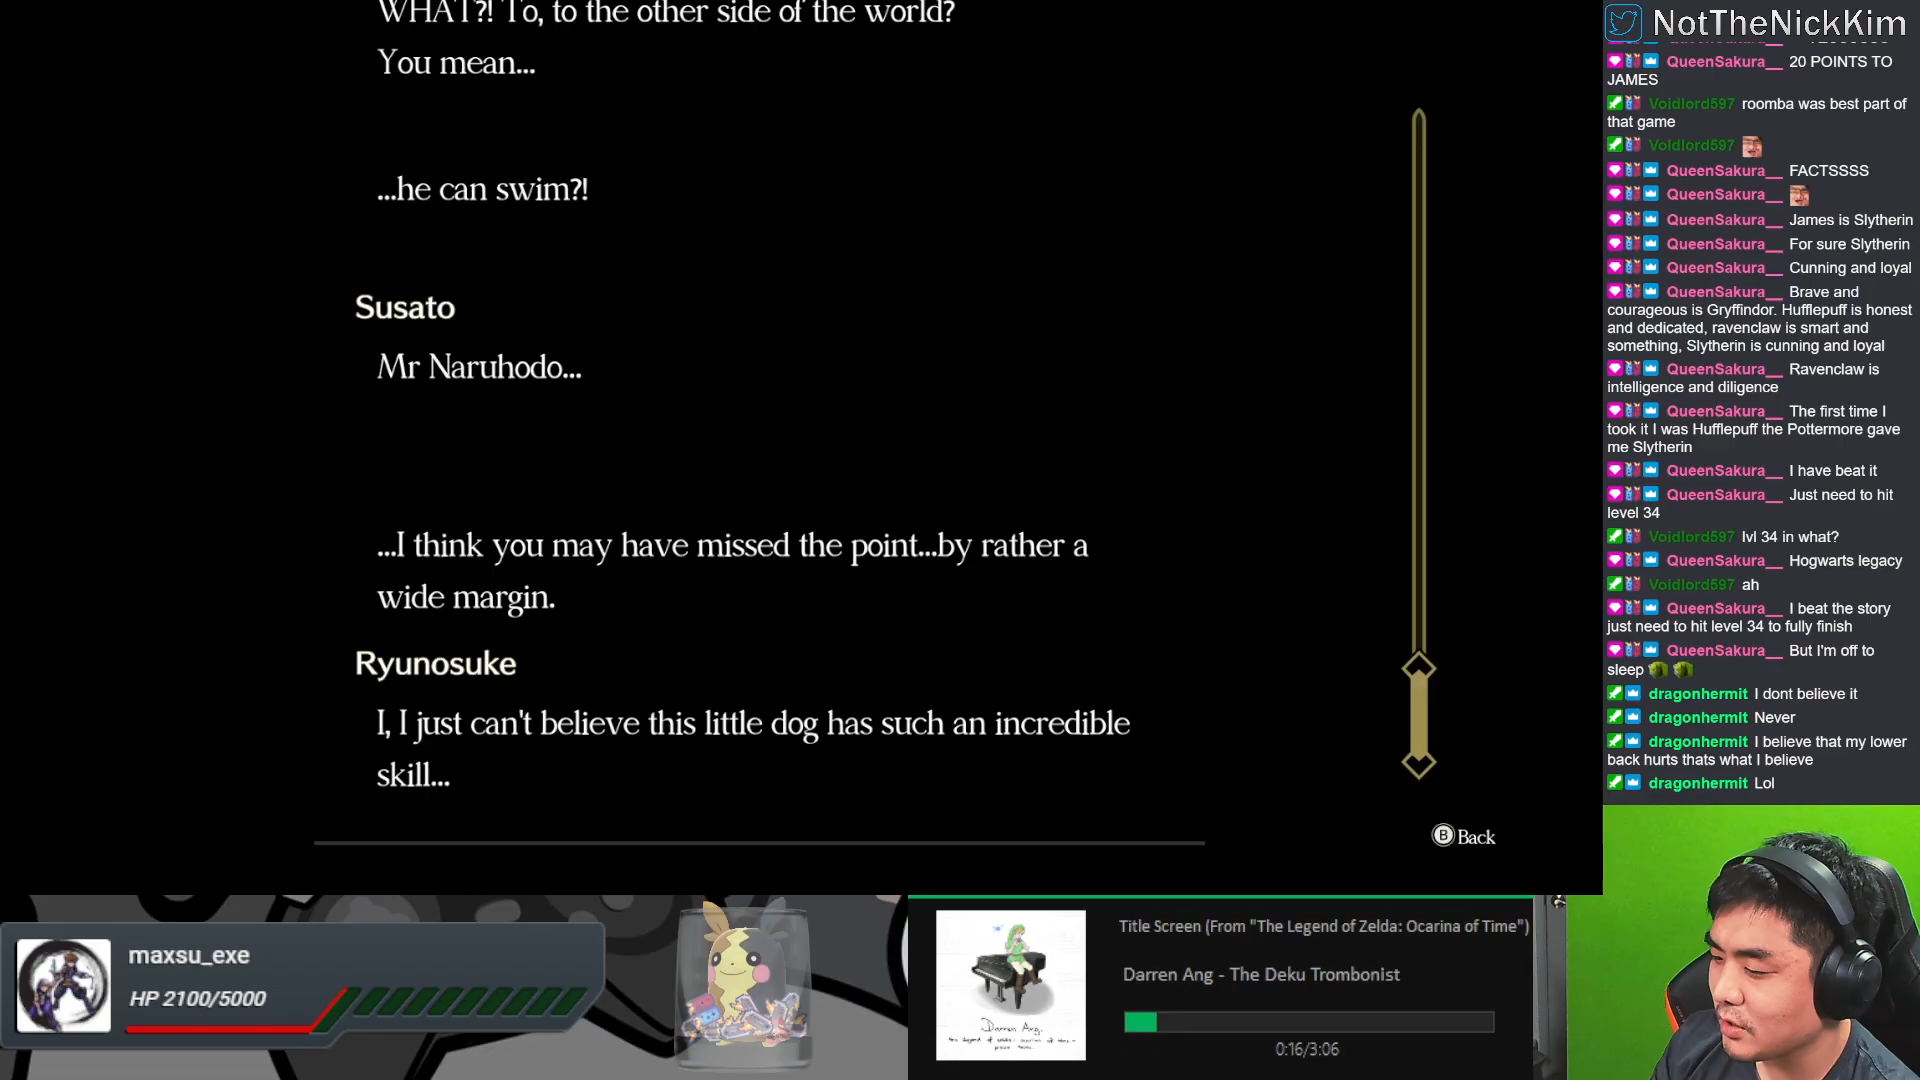 WHAT?! To, to the other side of the world?
You mean...
...he can swim?!
Susato
Mr Naruhodo...
...I think you may have missed the point...by rather a
wide margin.
Ryunosuke
I, I just can't believe this little dog has such an incredible
skill...
B Back
NotTheNickKim
QueenSakura__ 20 POINTS TO
JAMES
Voidlord597 roomba was best part of
that game
Voidlord597
QueenSakura__ FACTSSSS
QueenSakura__
QueenSakura__ James is Slytherin
QueenSakura__ For sure Slytherin
QueenSakura__ Cunning and loyal
QueenSakura__ Brave and
courageous is Gryffindor. Hufflepuff is honest
and dedicated, ravenclaw is smart and
something, Slytherin is cunning and loyal
QueenSakura__ Ravenclaw is
intelligence and diligence
QueenSakura__ The first time I
took it I was Hufflepuff the Pottermore gave
me Slytherin
QueenSakura__ I have beat it
QueenSakura__ Just need to hit
level 34
Voidlord597 lvl 34 in what?
QueenSakura__ Hogwarts legacy
Voidlord597 ah
QueenSakura__ I beat the story
just need to hit level 34 to fully finish
QueenSakura__ But I'm off to
sleep
dragonhermit I dont believe it
dragonhermit Never
dragonhermit I believe that my lower
back hurts thats what I believe
dragonhermit Lol
maxsu_exe
HP 2100/5000
Darren Ang.
Title Screen (From "The Legend of Zelda: Ocarina of Time")
Darren Ang - The Deku Trombonist
0:16/3:06